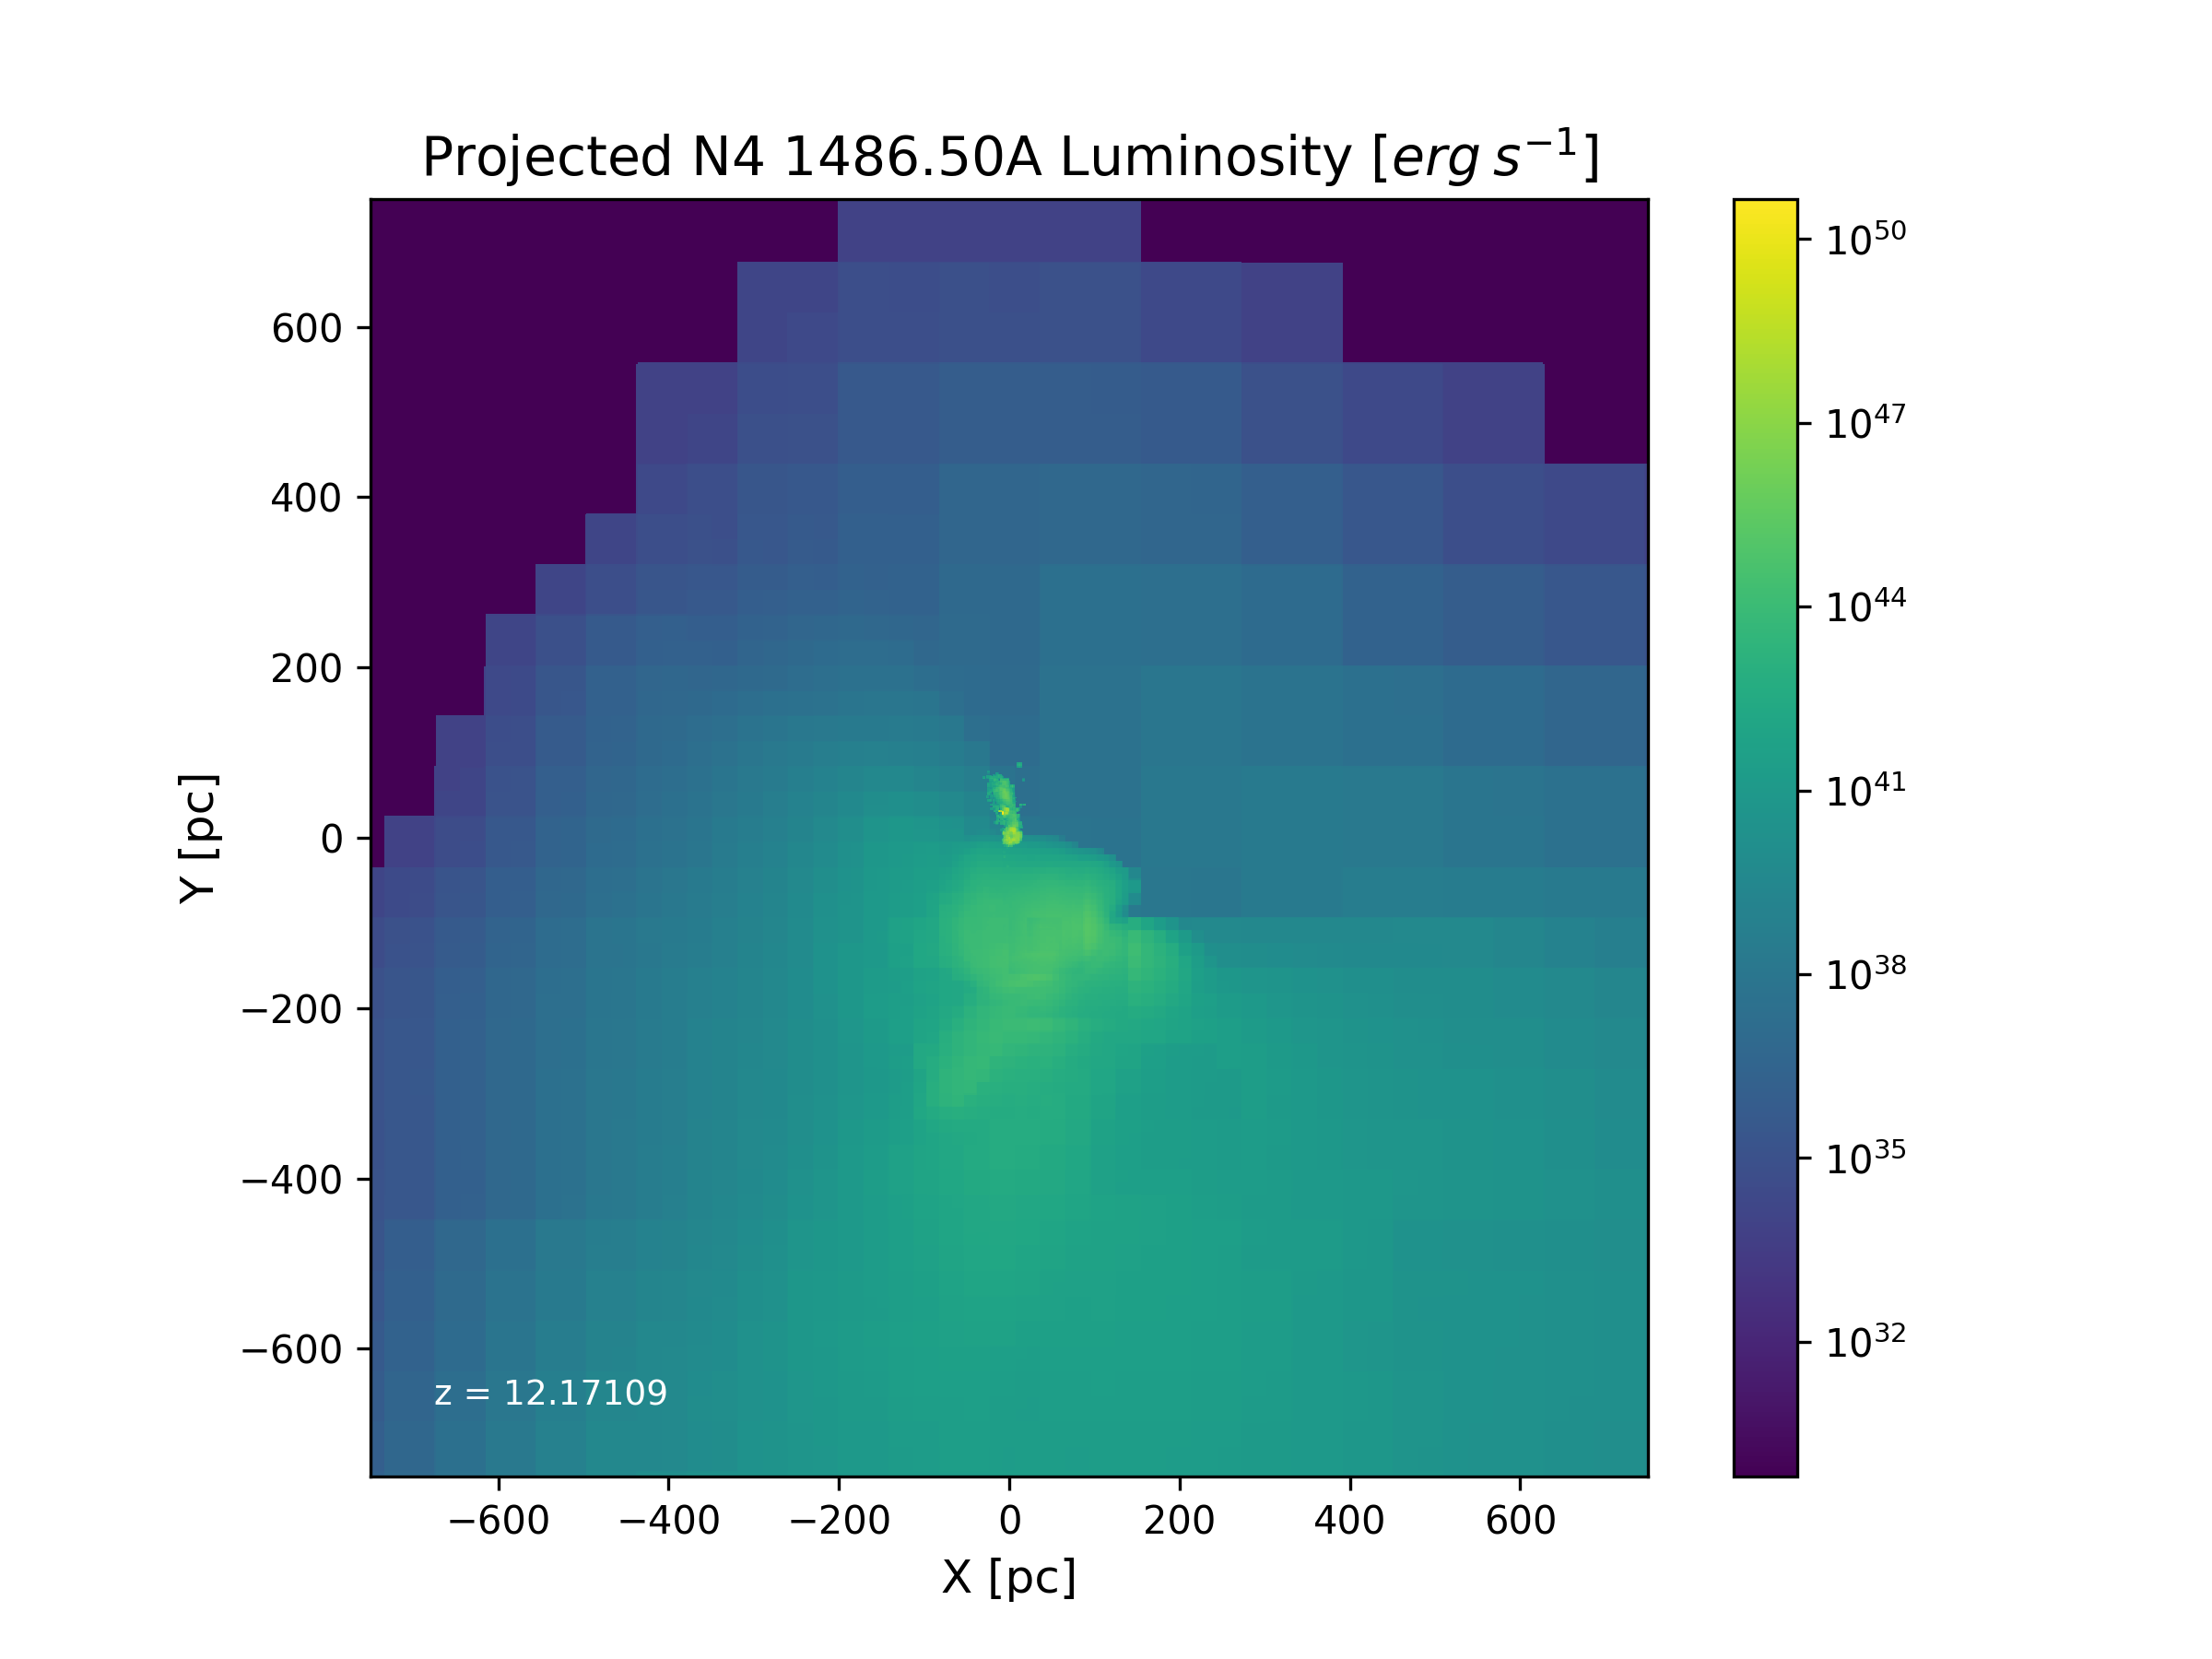 Projected N4 1486.50A Luminosity [erg s⁻¹]
Y [pc]
600
400
200
0
−200
−400
−600
z = 12.17109
−600 −400 −200 0 200 400 600
X [pc]
10⁵⁰
10⁴⁷
10⁴⁴
10⁴¹
10³⁸
10³⁵
10³²